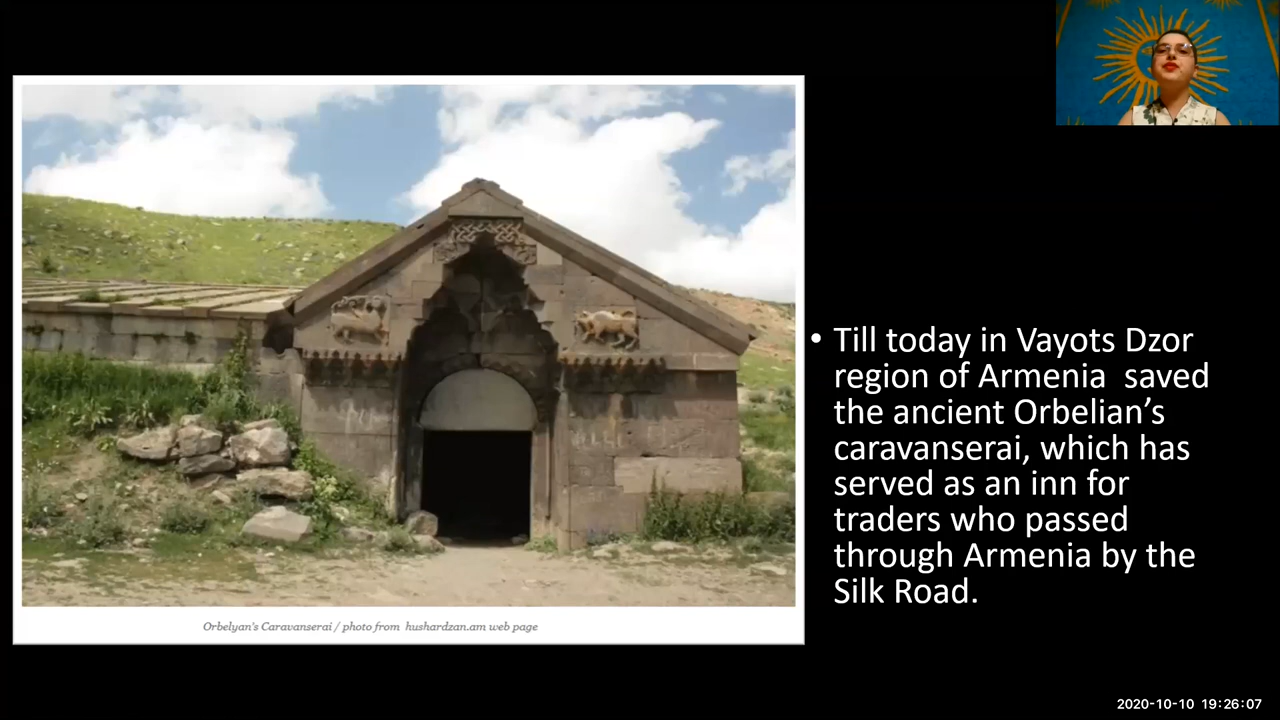 • Till today in Vayots Dzor
region of Armenia  saved
the ancient Orbelian’s
caravanserai, which has
served as an inn for
traders who passed
through Armenia by the
Silk Road.
Orbelyan's Caravanserai / photo from  hushardzan.am web page
2020-10-10  19:26:07